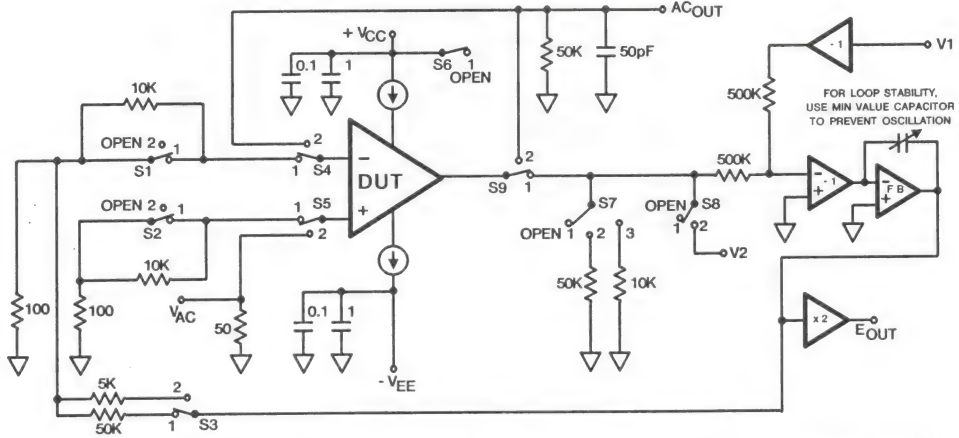 AC OUT
+ VCC
S6
1
OPEN
0.1
1
50K
50pF
- 1
V1
500K
FOR LOOP STABILITY,
USE MIN VALUE CAPACITOR
TO PREVENT OSCILLATION
10K
OPEN 2
1
S1
2
1
S4
−
DUT
+
S9
2
1
500K
−
- 1
+
−
FB
+
OPEN 2
1
S2
1
S5
2
10K
S7
OPEN 1
2
3
S8
OPEN
1
2
V2
50K
10K
100
100
VAC
50
0.1
1
- VEE
x 2
EOUT
5K
2
50K
1
S3